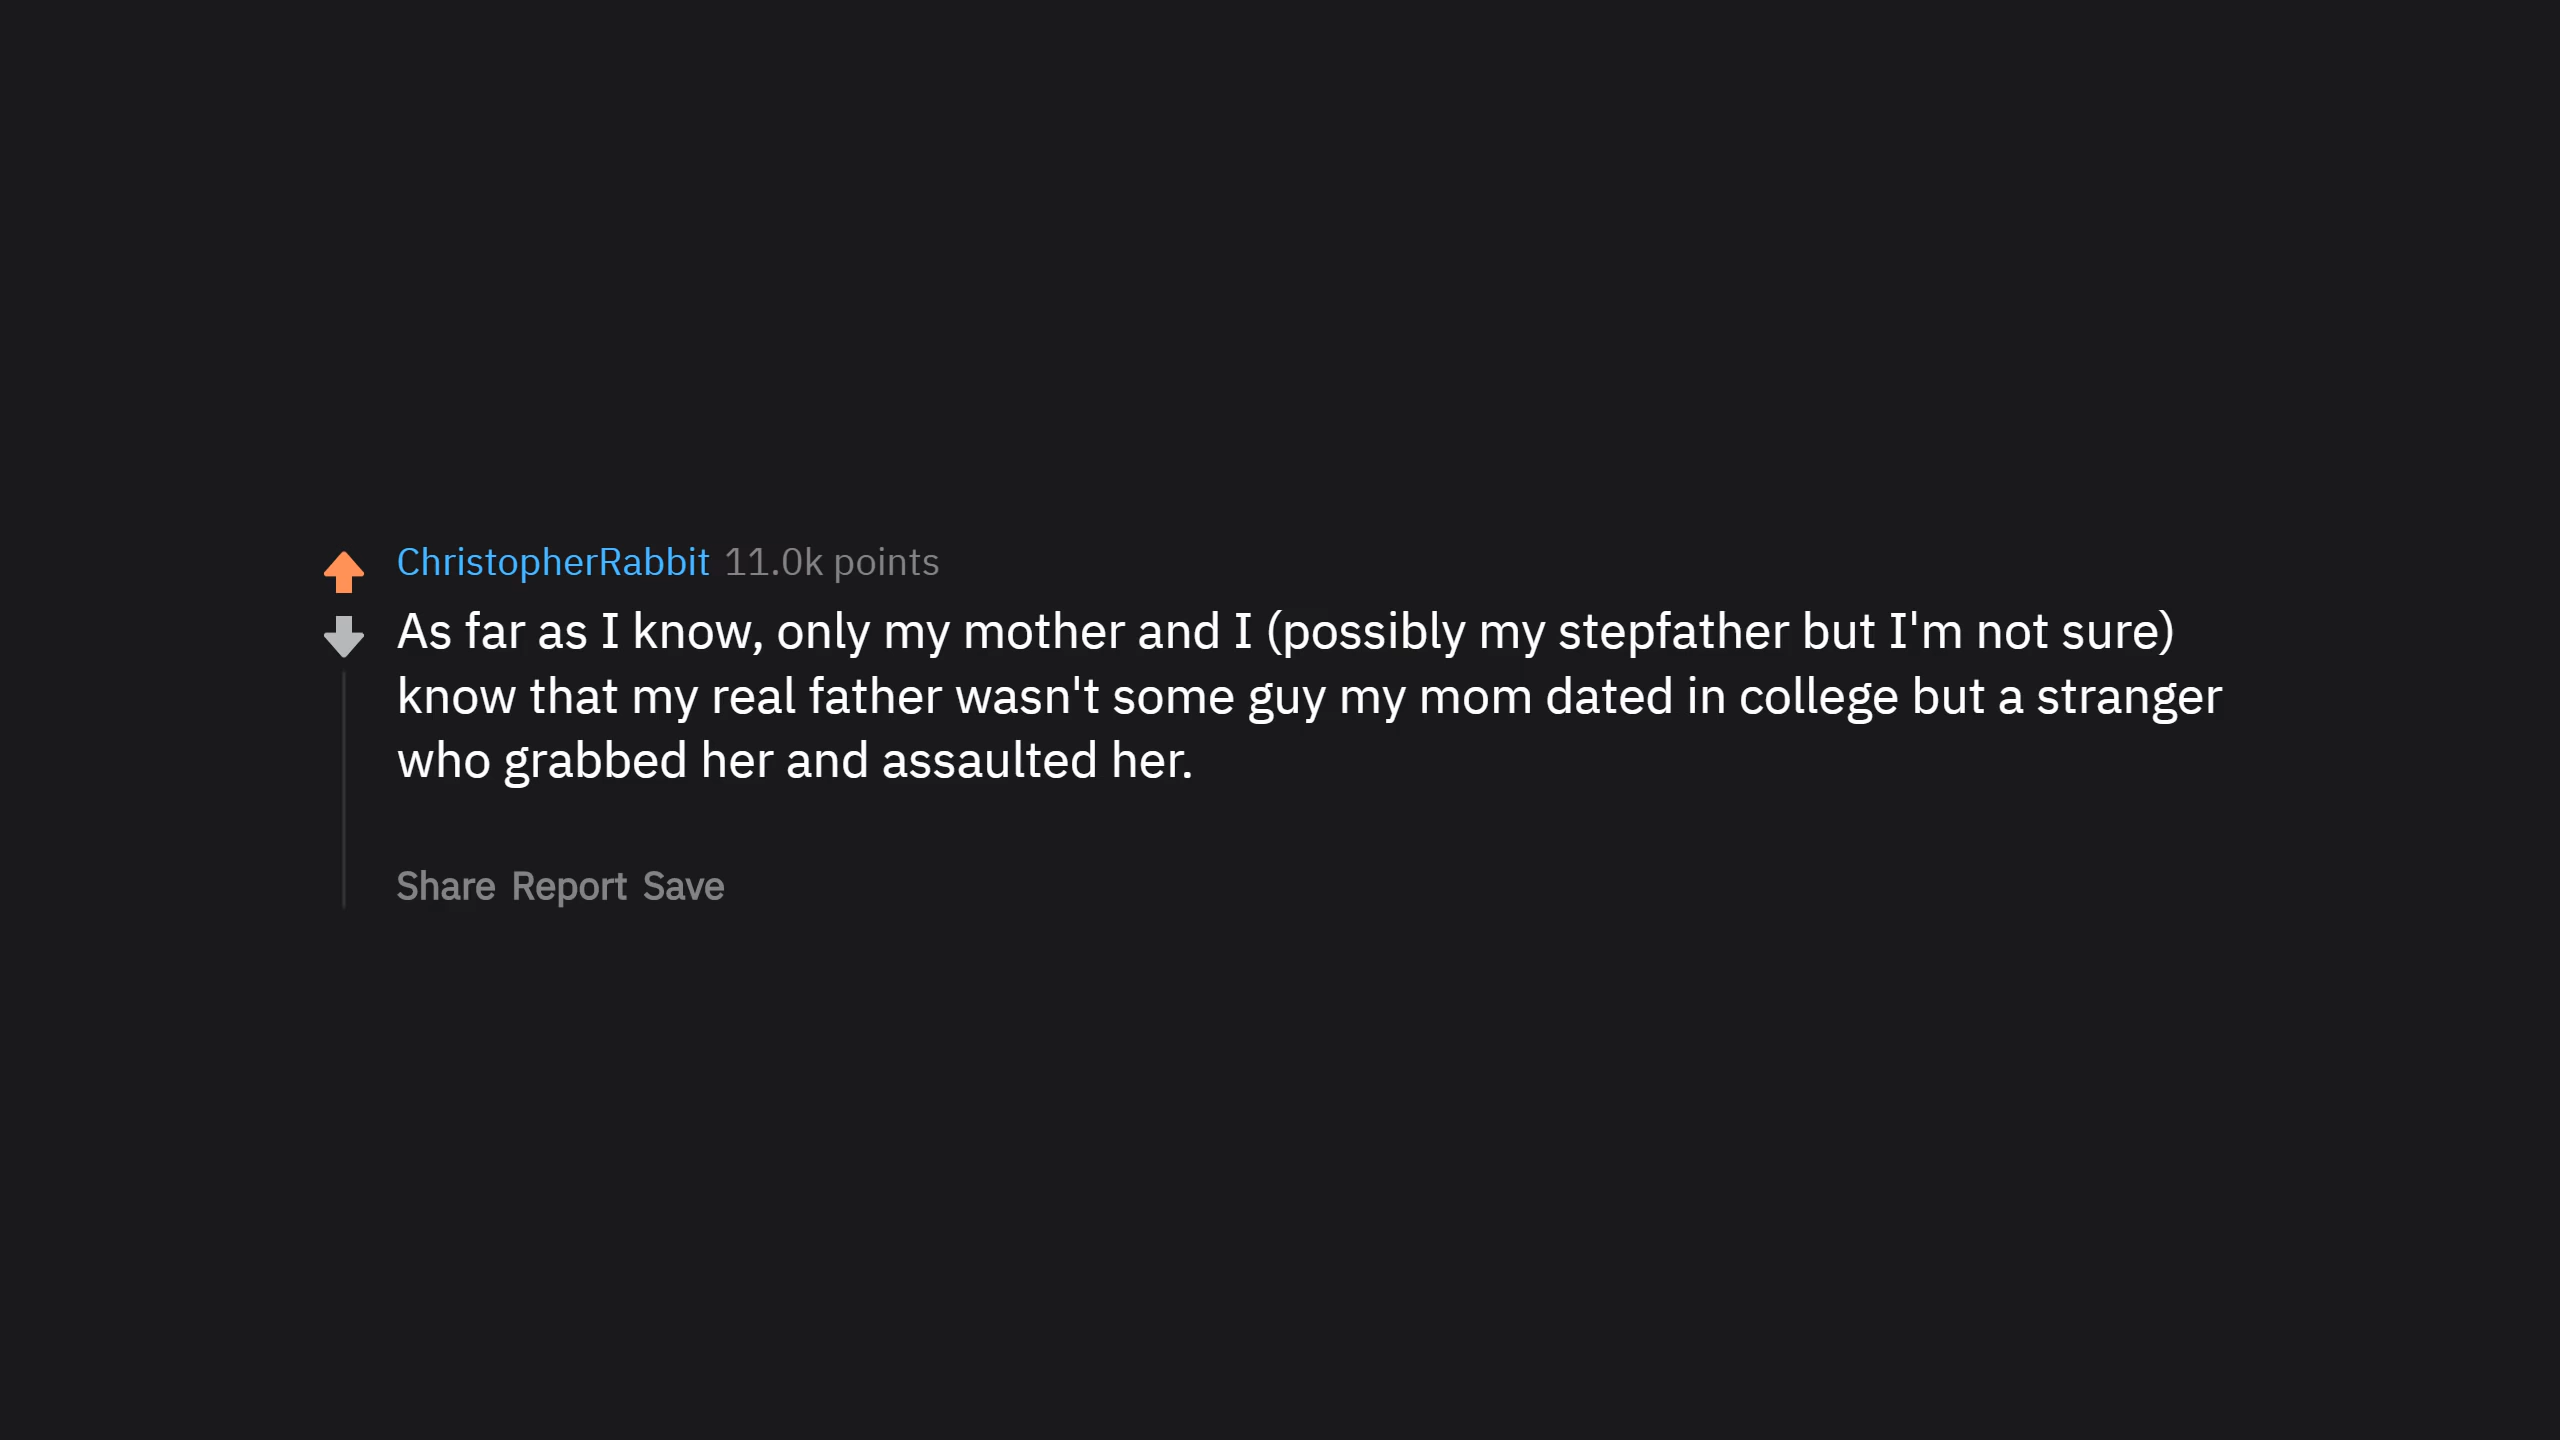 ChristopherRabbit 11.0k points
As far as I know, only my mother and I (possibly my stepfather but I'm not sure)
know that my real father wasn't some guy my mom dated in college but a stranger
who grabbed her and assaulted her.
Share Report Save